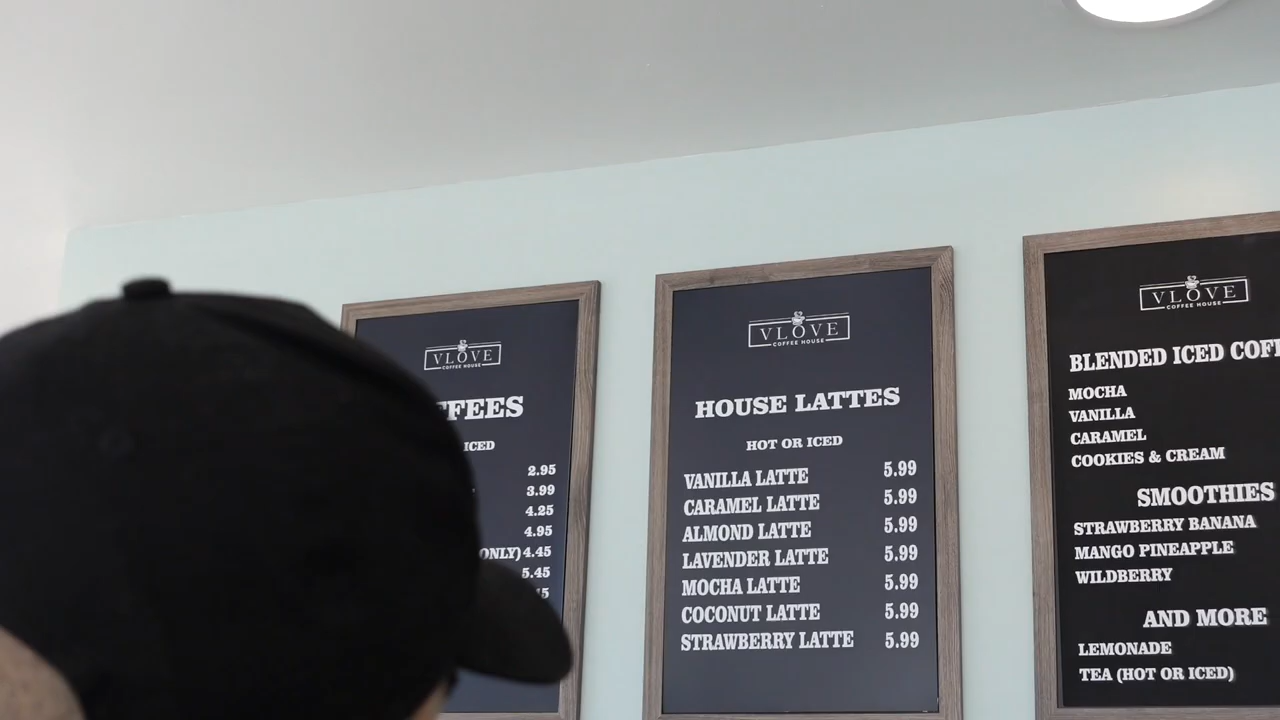 VLOVE
COFFEE HOUSE
ICED
2.95
3.99
4.25
4.95
ONLY) 4.45
5.45
VLOVE
COFFEE HOUSE
HOUSE LATTES
HOT OR ICED
VANILLA LATTE 5.99
CARAMEL LATTE 5.99
ALMOND LATTE 5.99
LAVENDER LATTE 5.99
MOCHA LATTE 5.99
COCONUT LATTE 5.99
STRAWBERRY LATTE 5.99
VLOVE
COFFEE HOUSE
BLENDED ICED
MOCHA
VANILLA
CARAMEL
COOKIES & CREAM
SMOOTHIES
STRAWBERRY BANANA
MANGO PINEAPPLE
WILDBERRY
AND MORE
LEMONADE
TEA (HOT OR ICED)